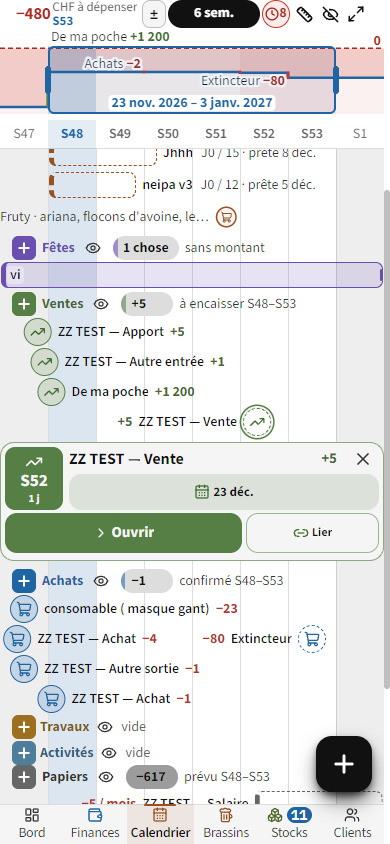 −480 CHF à dépenser S53
± 6 sem. 8
De ma poche +1 200
0
Achats −2
Extincteur −80
23 nov. 2026 – 3 janv. 2027
S47 S48 S49 S50 S51 S52 S53 S1
Jhhh J0 / 15 · prête 8 déc.
neipa v3 J0 / 12 · prête 5 déc.
Fruty · ariana, flocons d'avoine, le…
Fêtes 1 chose sans montant
vi
Ventes +5 à encaisser S48–S53
ZZ TEST — Apport +5
ZZ TEST — Autre entrée +1
De ma poche +1 200
+5 ZZ TEST — Vente
S52
1 j
ZZ TEST — Vente +5
23 déc.
Ouvrir
Lier
Achats −1 confirmé S48–S53
consomable ( masque gant) −23
ZZ TEST — Achat −4 −80 Extincteur
ZZ TEST — Autre sortie −1
ZZ TEST — Achat −1
Travaux vide
Activités vide
Papiers −617 prévu S48–S53
−5 / mois ZZ TEST — Salaire
Bord Finances Calendrier Brassins Stocks 11 Clients